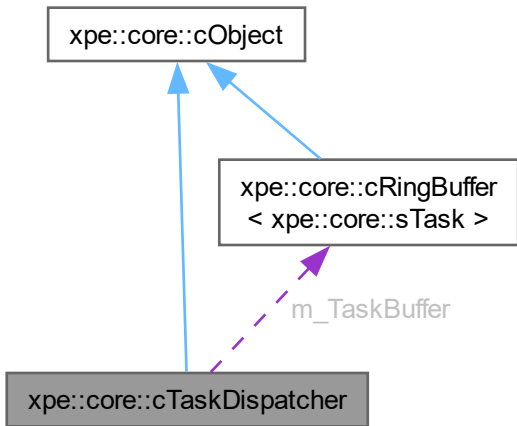 xpe::core::cObject
xpe::core::cRingBuffer
< xpe::core::sTask >
m_TaskBuffer
xpe::core::cTaskDispatcher